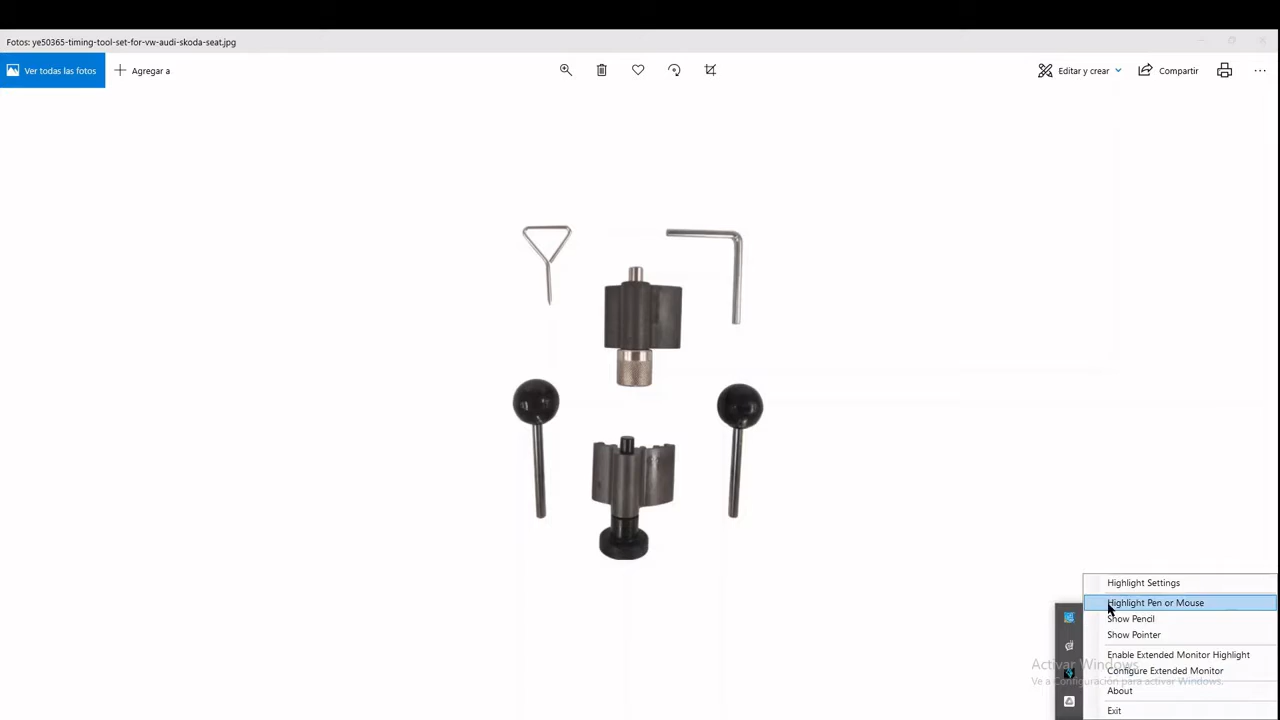 Fotos: ye50365-timing-tool-set-for-vw-audi-skoda-seat.jpg
Ver todas las fotos
Agregar a
Editar y crear
Compartir
Highlight Settings
Highlight Pen or Mouse
Show Pencil
Show Pointer
Enable Extended Monitor Highlight
Configure Extended Monitor
About
Exit
Activar Windows
Ve a Configuración para activar Windows.